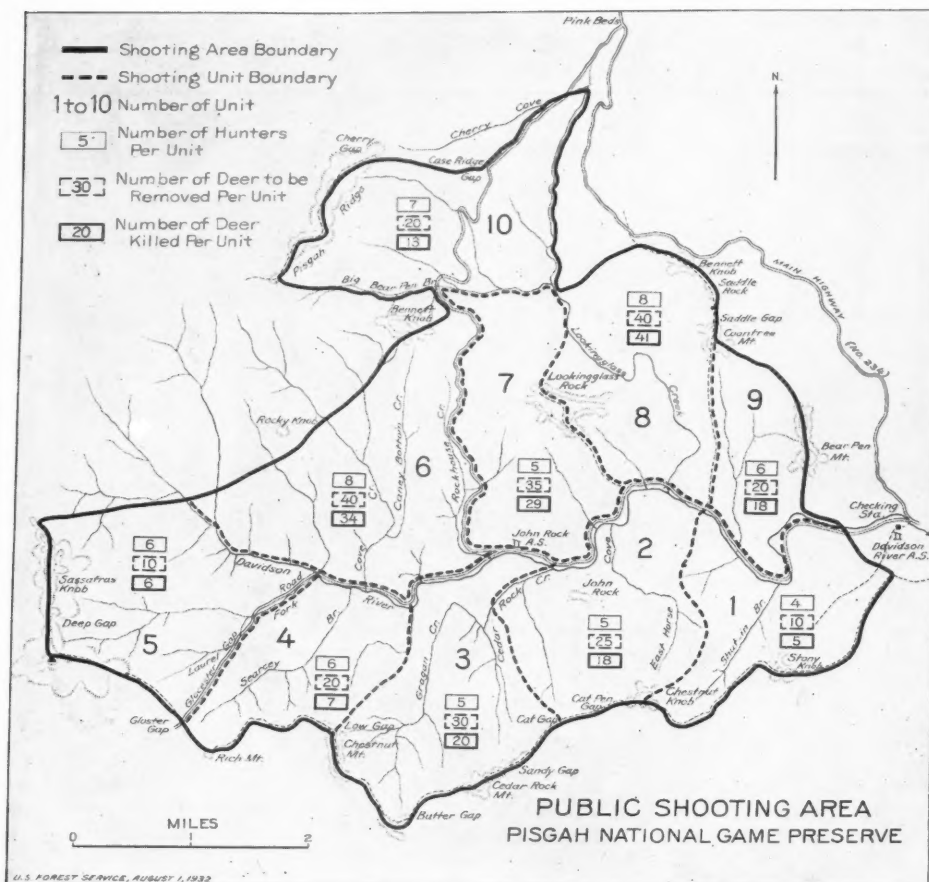 Shooting Area Boundary
Shooting Unit Boundary
1 to 10 Number of Unit
5 Number of Hunters
Per Unit
30 Number of Deer to be
Removed Per Unit
20 Number of Deer
Killed Per Unit
Pink Beds
N.
Cherry Cove
Cherry Gap
Case Ridge
Gap
Pisgah Ridge
7
20
13
10
Big Bear Pen Br.
Bennett
Knob
Bennett
Knob
Saddle
Rock
MAIN HIGHWAY
(No. 284)
Saddle Gap
Coontree
Mt.
8
40
41
Lookingglass
Creek
Lookingglass
Rock
7
8
9
Rocky Knob
Caney Bottom Cr.
Cove Cr.
Rockhouse Cr.
6
8
40
34
5
35
29
6
20
18
Bear Pen
Mt.
Checking
Sta.
Davidson
River A.S.
John Rock
A.S.
Davidson River
6
10
6
Sassafras
Knob
Deep Gap
5
Laurel Gap Road
Glocester Fork
4
Searcey Br.
6
20
7
Gloster
Gap
Rich Mt.
Low Gap
Chestnut
Mt.
Grogan Cr.
3
Cedar Rock Cr.
5
30
20
Cat Gap
Butter Gap
Cedar Rock
Mt.
Sandy Gap
Cove
2
John
Rock
5
25
18
East Horse
Cat Pen
Gap
Chestnut
Knob
1
Shut-in Br.
4
10
5
Stony
Knob
MILES
0 2
PUBLIC SHOOTING AREA
PISGAH NATIONAL GAME PRESERVE
U.S. FOREST SERVICE, AUGUST 1, 1932